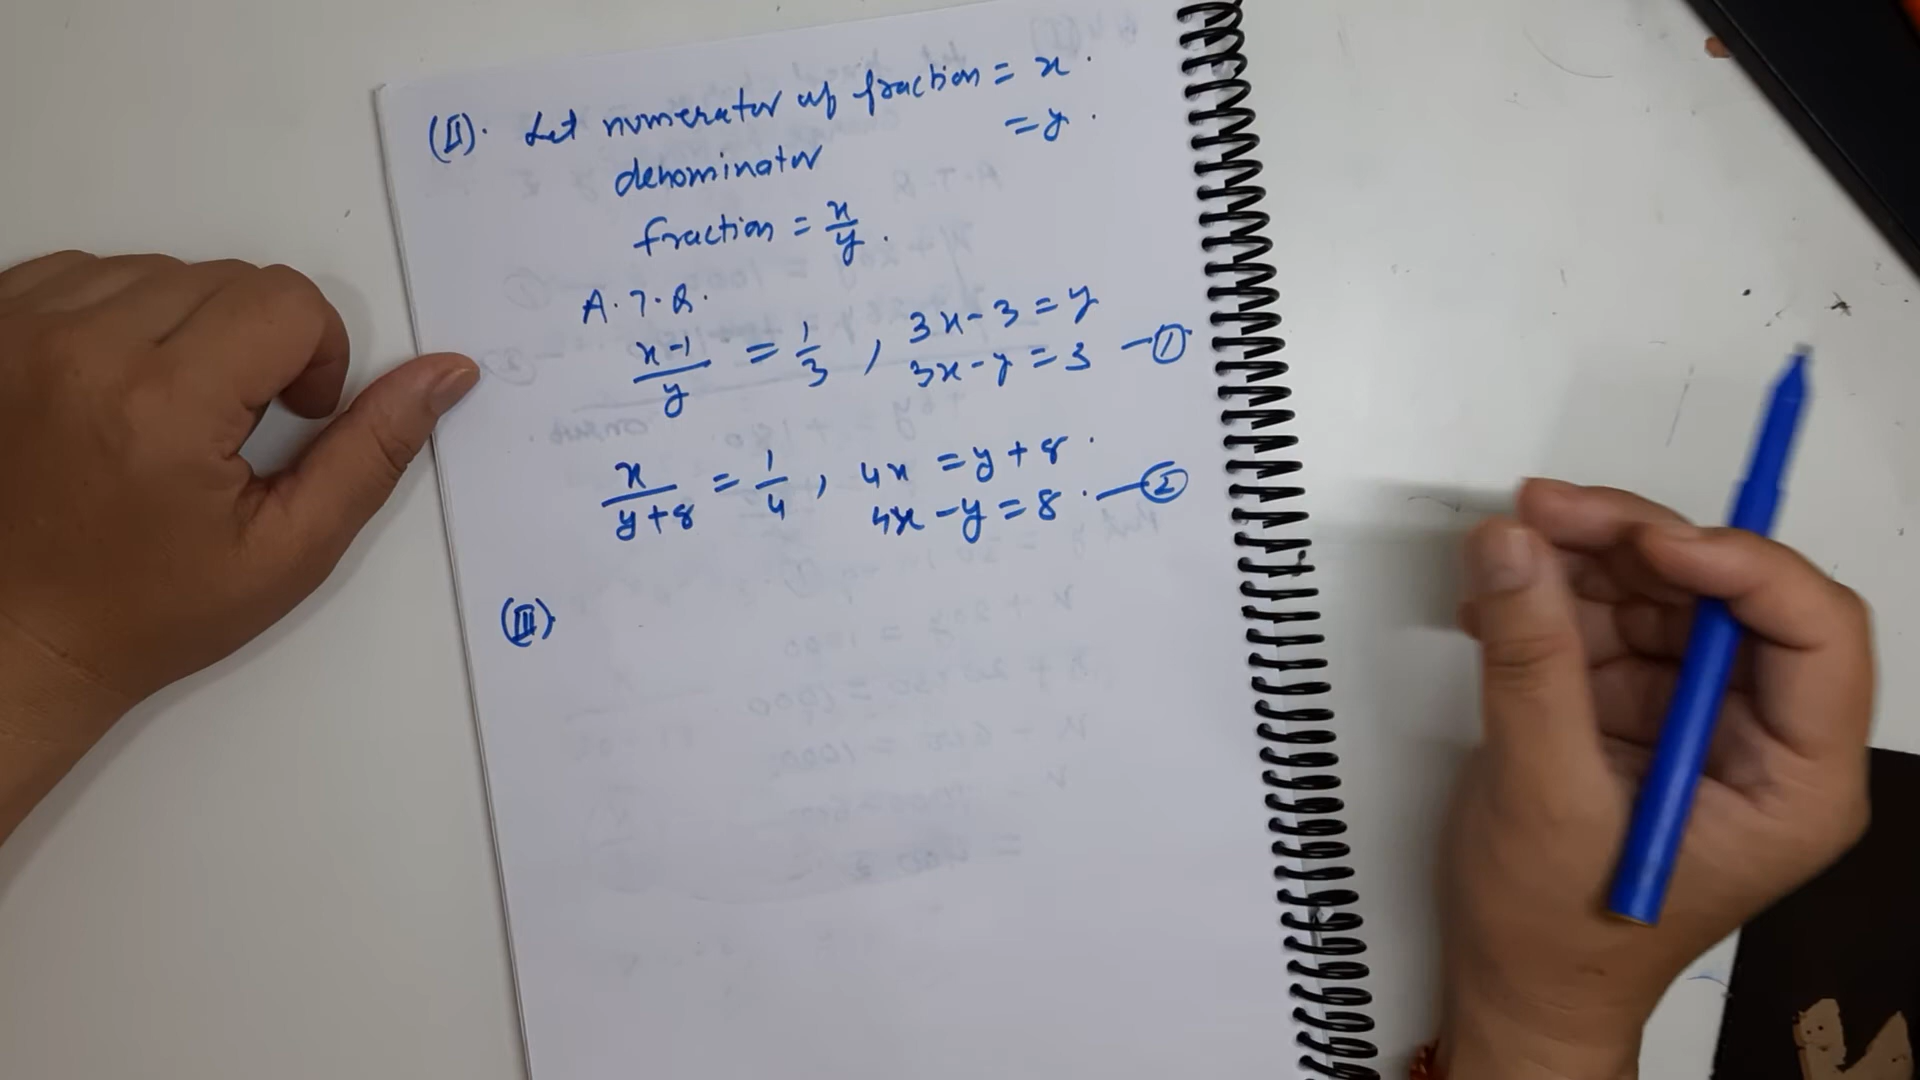 (II). Let numerator of fraction = x.
denominator = y.
fraction = x/y.
A.T.Q.
(x-1)/y = 1/3, 3x-3 = y
3x-y = 3 —①
x/(y+8) = 1/4, 4x = y+8.
4x-y = 8. —②
(III)